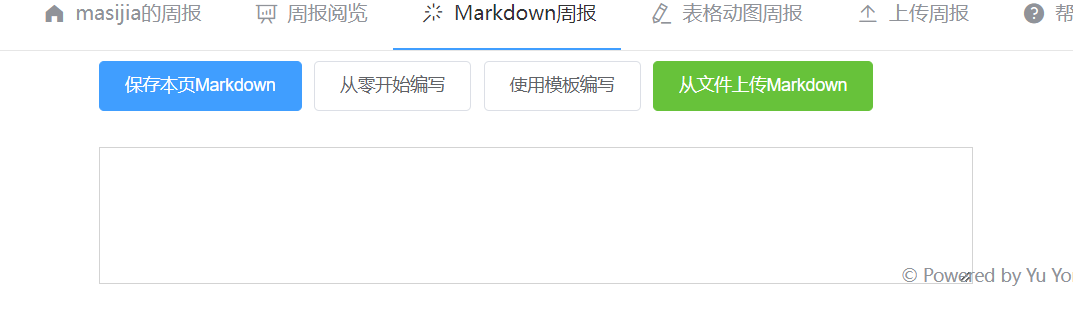 masijia的周报 周报阅览 Markdown周报 表格动图周报 上传周报 帮
保存本页Markdown 从零开始编写 使用模板编写 从文件上传Markdown
© Powered by Yu